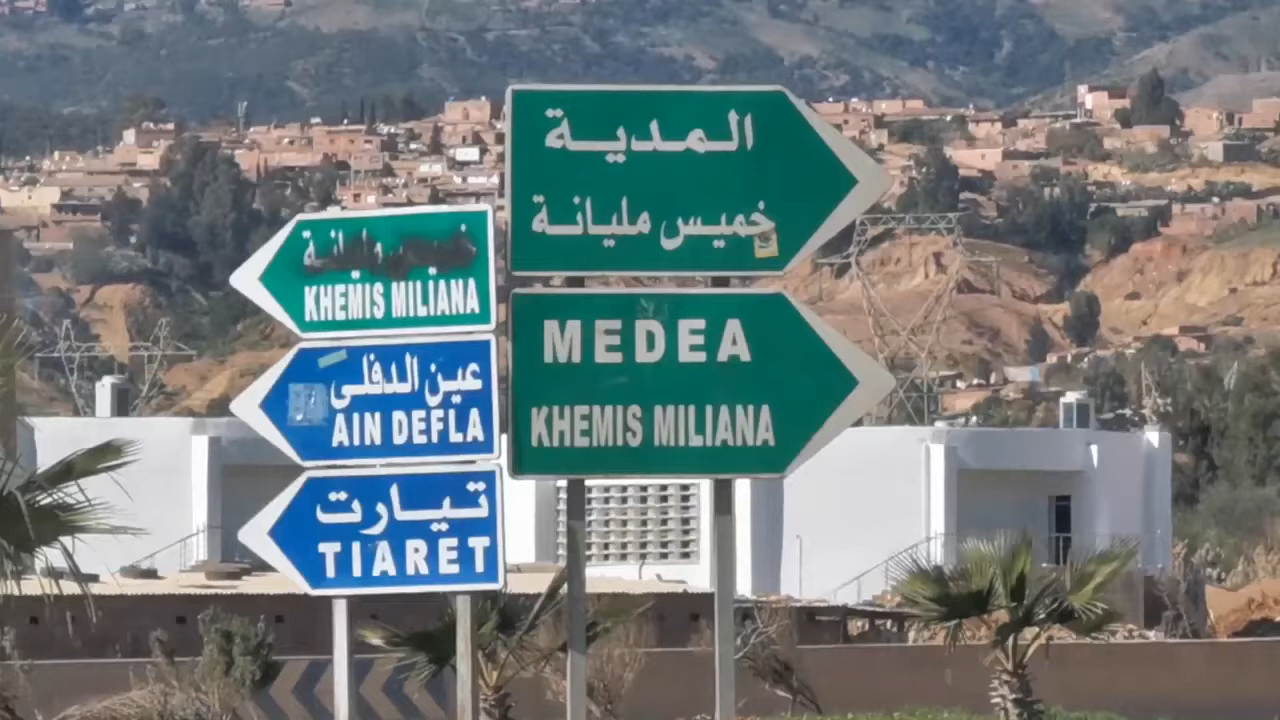 KHEMIS MILIANA
عين الدفلى
AIN DEFLA
تيارت
TIARET
المدية
خميس مليانة
MEDEA
KHEMIS MILIANA